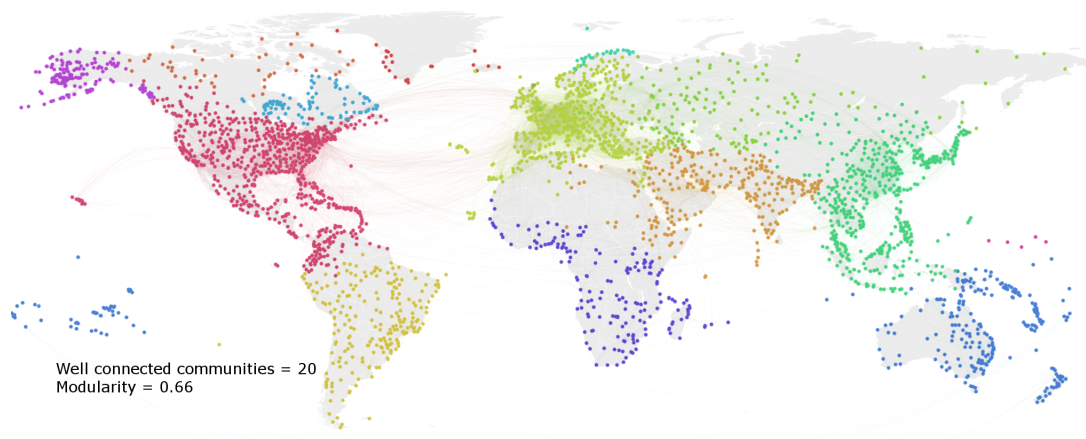 Well connected communities = 20
Modularity = 0.66